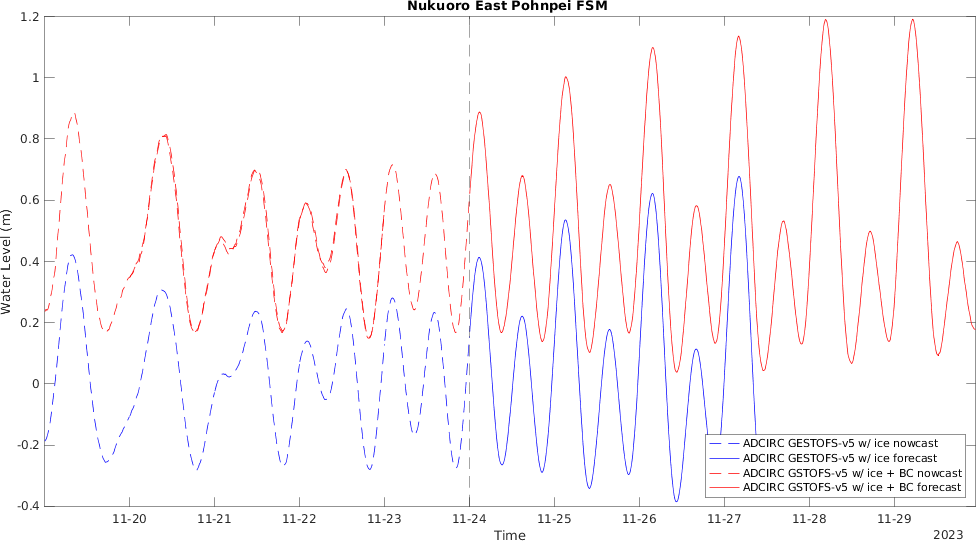 Nukuoro East Pohnpei FSM
1.2
1
0.8
0.6
0.4
0.2
0
-0.2
-0.4
Water Level (m)
11-20 11-21 11-22 11-23 11-24 11-25 11-26 11-27 11-28 11-29
Time
2023
ADCIRC GESTOFS-v5 w/ ice nowcast
ADCIRC GESTOFS-v5 w/ ice forecast
ADCIRC GSTOFS-v5 w/ ice + BC nowcast
ADCIRC GSTOFS-v5 w/ ice + BC forecast